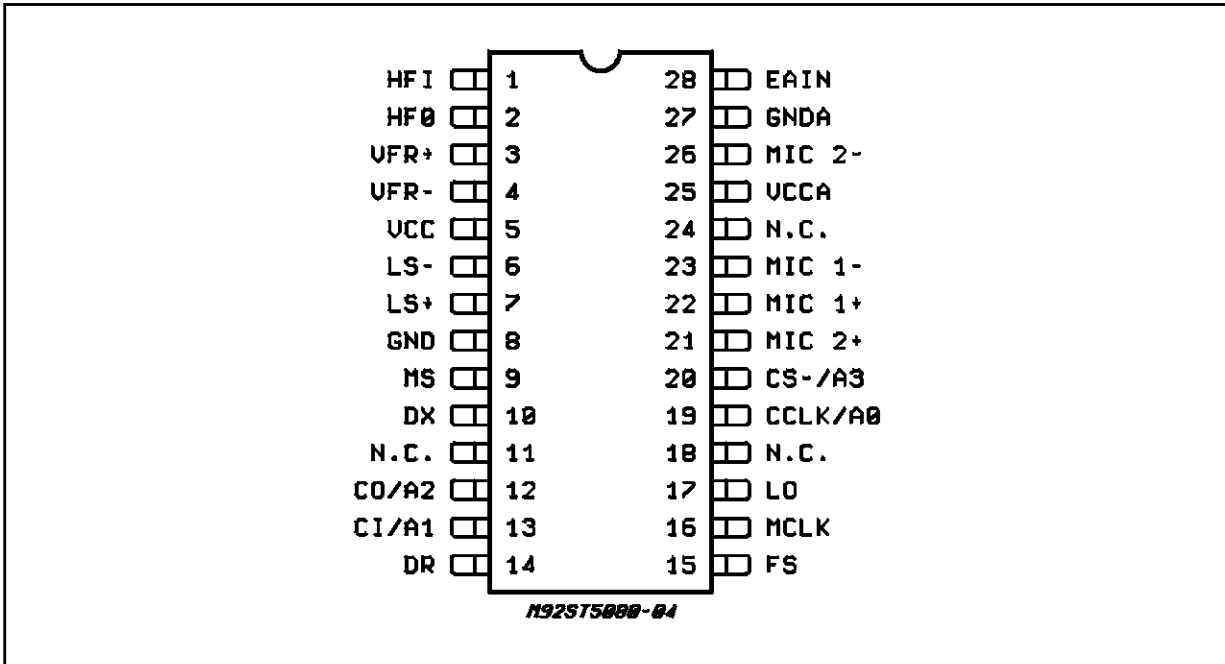 HFI 1 28 EAIN
HF0 2 27 GNDA
VFR+ 3 26 MIC 2-
VFR- 4 25 VCCA
VCC 5 24 N.C.
LS- 6 23 MIC 1-
LS+ 7 22 MIC 1+
GND 8 21 MIC 2+
MS 9 20 CS-/A3
DX 10 19 CCLK/A0
N.C. 11 18 N.C.
CO/A2 12 17 LO
CI/A1 13 16 MCLK
DR 14 15 FS
M92ST5080-04